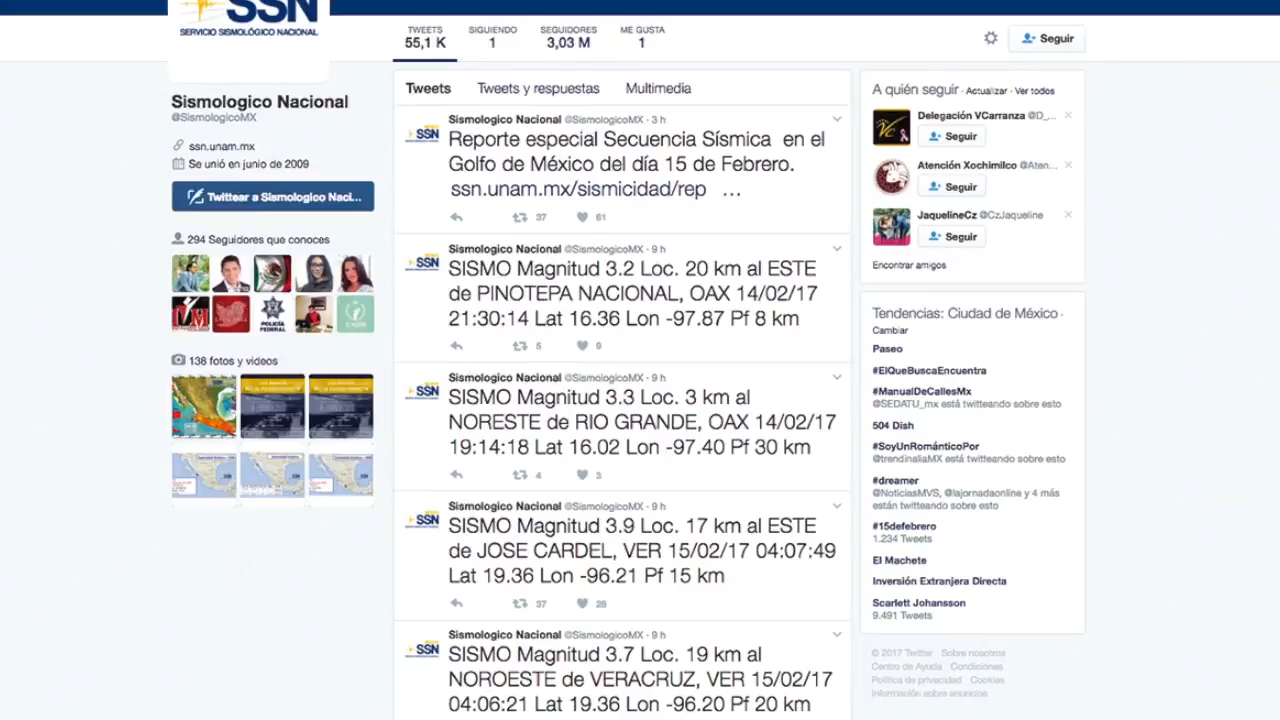 SSN
SERVICIO SISMOLÓGICO NACIONAL
TWEETS
55,1 K
SIGUIENDO
1
SEGUIDORES
3,03 M
ME GUSTA
1
Seguir
Sismologico Nacional
@SismologicoMX
ssn.unam.mx
Se unió en junio de 2009
Twittear a Sismologico Naci...
294 Seguidores que conoces
POLICÍA
FEDERAL
138 fotos y videos
Tweets Tweets y respuestas Multimedia
SSN
Sismologico Nacional @SismologicoMX · 3 h
Reporte especial Secuencia Sísmica en el
Golfo de México del día 15 de Febrero.
ssn.unam.mx/sismicidad/rep ...
37 61
SSN
Sismologico Nacional @SismologicoMX · 9 h
SISMO Magnitud 3.2 Loc. 20 km al ESTE
de PINOTEPA NACIONAL, OAX 14/02/17
21:30:14 Lat 16.36 Lon -97.87 Pf 8 km
5 9
SSN
Sismologico Nacional @SismologicoMX · 9 h
SISMO Magnitud 3.3 Loc. 3 km al
NORESTE de RIO GRANDE, OAX 14/02/17
19:14:18 Lat 16.02 Lon -97.40 Pf 30 km
4 3
SSN
Sismologico Nacional @SismologicoMX · 9 h
SISMO Magnitud 3.9 Loc. 17 km al ESTE
de JOSE CARDEL, VER 15/02/17 04:07:49
Lat 19.36 Lon -96.21 Pf 15 km
37 28
SSN
Sismologico Nacional @SismologicoMX · 9 h
SISMO Magnitud 3.7 Loc. 19 km al
NOROESTE de VERACRUZ, VER 15/02/17
04:06:21 Lat 19.36 Lon -96.20 Pf 20 km
A quién seguir · Actualizar · Ver todos
Delegación VCarranza @D_...
Seguir
Atención Xochimilco @Aten...
Seguir
JaquelineCz @CzJaqueline
Seguir
Encontrar amigos
Tendencias: Ciudad de México ·
Cambiar
Paseo
#ElQueBuscaEncuentra
#ManualDeCallesMx
@SEDATU_mx está twitteando sobre esto
504 Dish
#SoyUnRománticoPor
@trendinaliaMX está twitteando sobre esto
#dreamer
@NoticiasMVS, @lajornadaonline y 4 más
están twitteando sobre esto
#15defebrero
1.234 Tweets
El Machete
Inversión Extranjera Directa
Scarlett Johansson
9.491 Tweets
© 2017 Twitter Sobre nosotros
Centro de Ayuda Condiciones
Política de privacidad Cookies
Información sobre anuncios